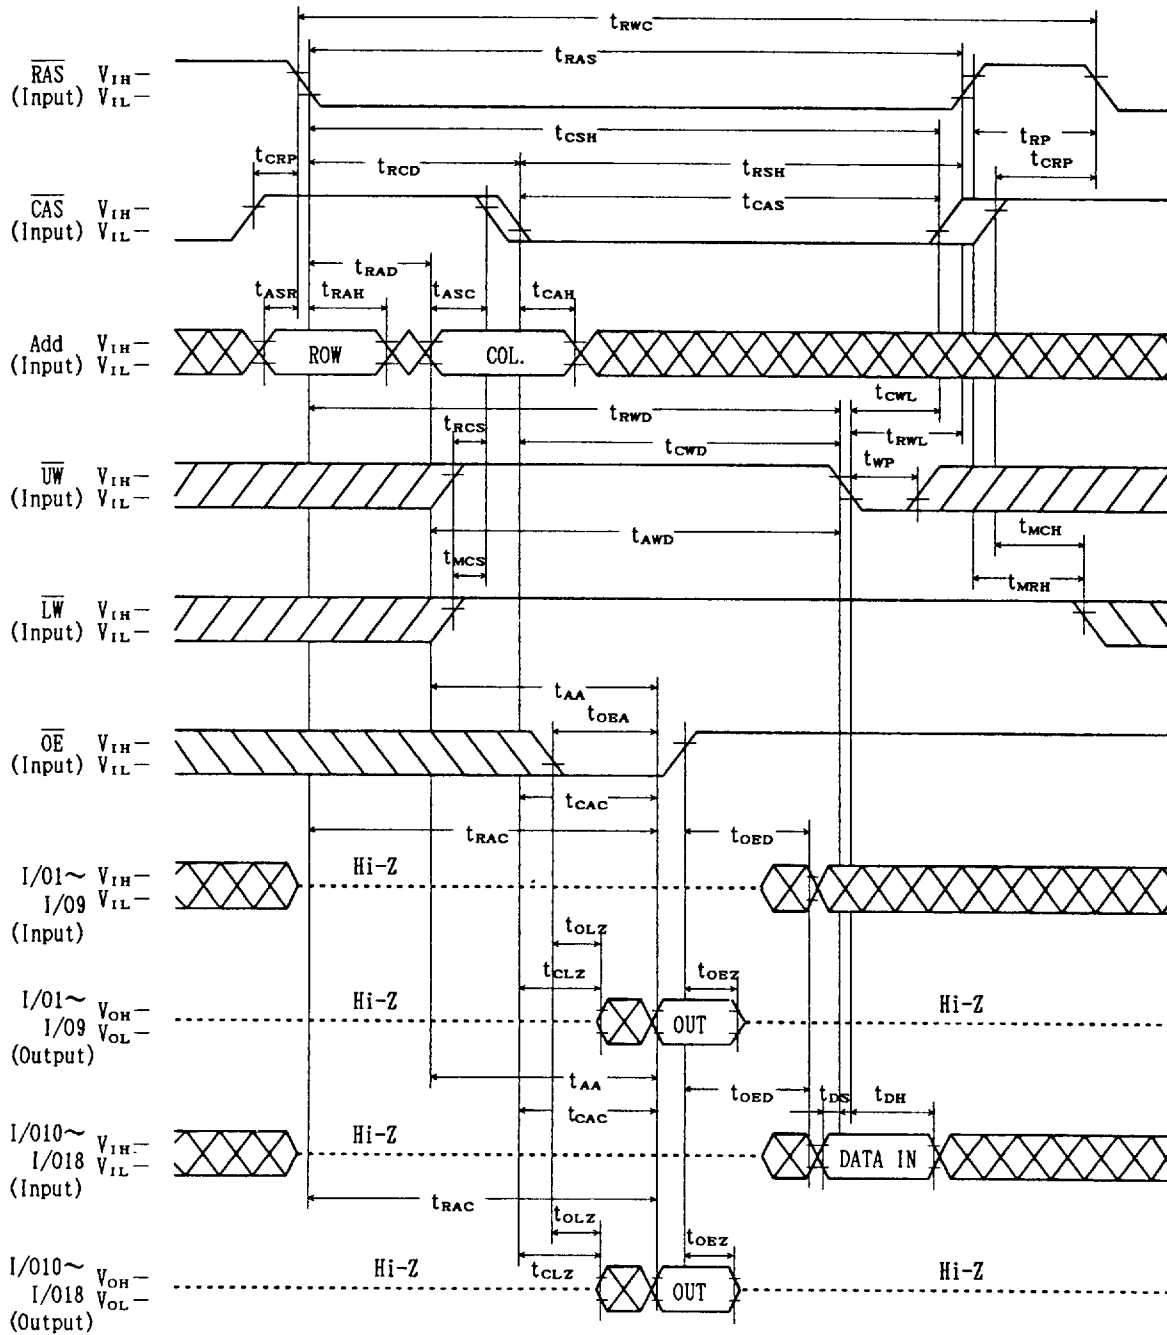 tRWC
tRAS
RAS VIH
(Input) VIL
tCSH
tRP
tCRP tRCD tRSH tCRP
CAS VIH
(Input) VIL
tCAS
tRAD
tASR tRAH tASC tCAH
Add VIH
(Input) VIL
ROW COL.
tCWL
tRWD
tRCS tCWD tRWL
tWP
UW VIH
(Input) VIL
tAWD tMCH
tMCS
tMRH
LW VIH
(Input) VIL
tAA
tOEA
OE VIH
(Input) VIL
tCAC
tRAC tOED
I/O1~ VIH
I/O9 VIL
(Input)
Hi-Z
tOLZ
tCLZ tOEZ
I/O1~ VOH
I/O9 VOL
(Output)
Hi-Z OUT Hi-Z
tAA tOED tDS tDH
tCAC
I/O10~ VIH
I/O18 VIL
(Input)
Hi-Z DATA IN
tRAC
tOLZ
tOEZ
tCLZ
I/O10~ VOH
I/O18 VOL
(Output)
Hi-Z OUT Hi-Z